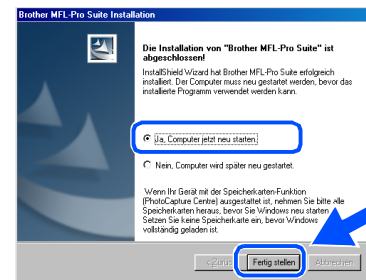 Brother MFL-Pro Suite Installation
Die Installation von "Brother MFL-Pro Suite" ist
abgeschlossen!
InstallShield Wizard hat Brother MFL-Pro Suite erfolgreich
installiert. Der Computer muss neu gestartet werden, bevor das
installierte Programm verwendet werden kann.
Ja, Computer jetzt neu starten.
Nein, Computer wird später neu gestartet.
Wenn Ihr Gerät mit der Speicherkarten-Funktion
(PhotoCapture Centre) ausgestattet ist, nehmen Sie bitte alle
Speicherkarten heraus, bevor Sie Windows neu starten
Setzen Sie keine Speicherkarte ein, bevor Windows
vollständig geladen ist.
Fertig stellen Abbrechen